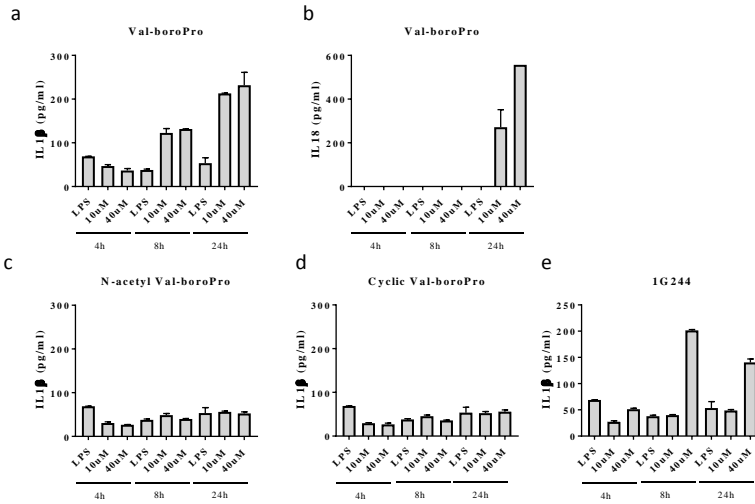 a
Val-boroPro
IL1β (pg/ml)
300
200
100
0
LPS
10uM
40uM
LPS
10uM
40uM
LPS
10uM
40uM
4h
8h
24h
b
Val-boroPro
IL18 (pg/ml)
600
400
200
0
LPS
10uM
40uM
LPS
10uM
40uM
LPS
10uM
40uM
4h
8h
24h
c
N-acetyl Val-boroPro
IL1β (pg/ml)
300
200
100
0
LPS
10uM
40uM
LPS
10uM
40uM
LPS
10uM
40uM
4h
8h
24h
d
Cyclic Val-boroPro
IL1β (pg/ml)
300
200
100
0
LPS
10uM
40uM
LPS
10uM
40uM
LPS
10uM
40uM
4h
8h
24h
e
1G244
IL1β (pg/ml)
250
200
150
100
50
0
LPS
10uM
40uM
LPS
10uM
40uM
LPS
10uM
40uM
4h
8h
24h